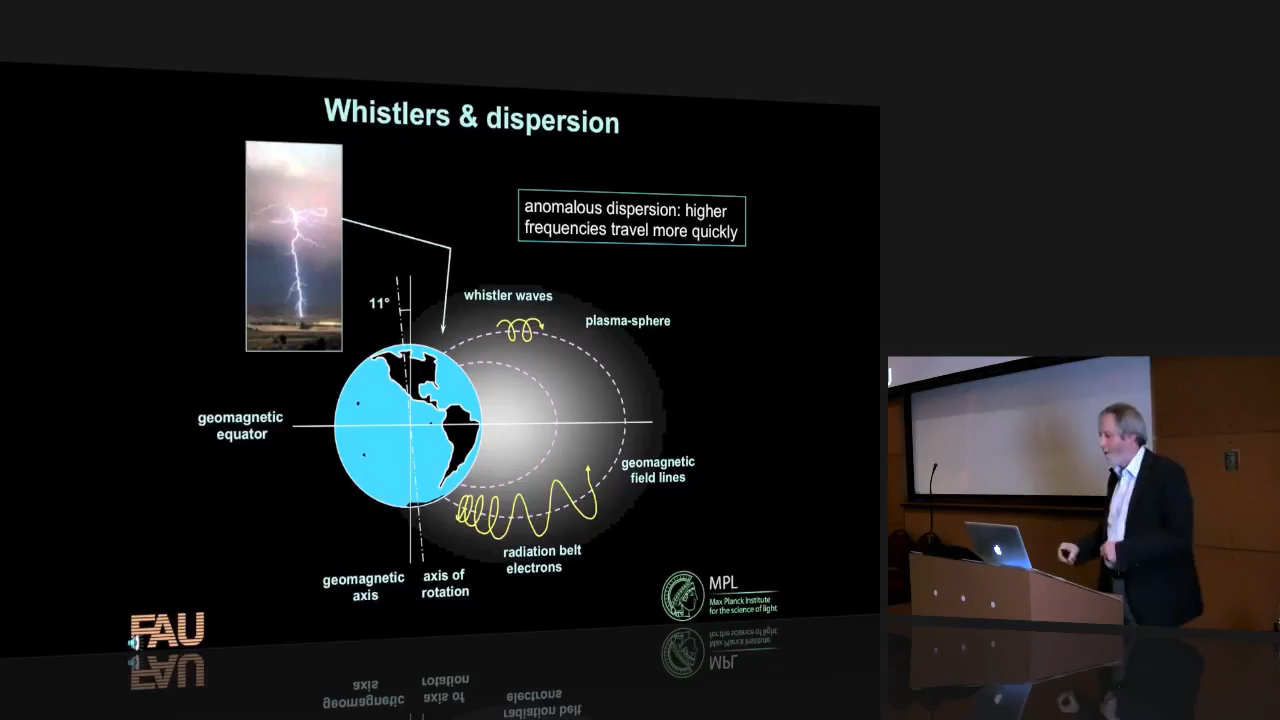 Whistlers & dispersion
anomalous dispersion: higher
frequencies travel more quickly
11°
whistler waves
plasma-sphere
geomagnetic
equator
geomagnetic
field lines
radiation belt
electrons
geomagnetic
axis
axis of
rotation
FAU
MPL
Max Planck Institute
for the science of light